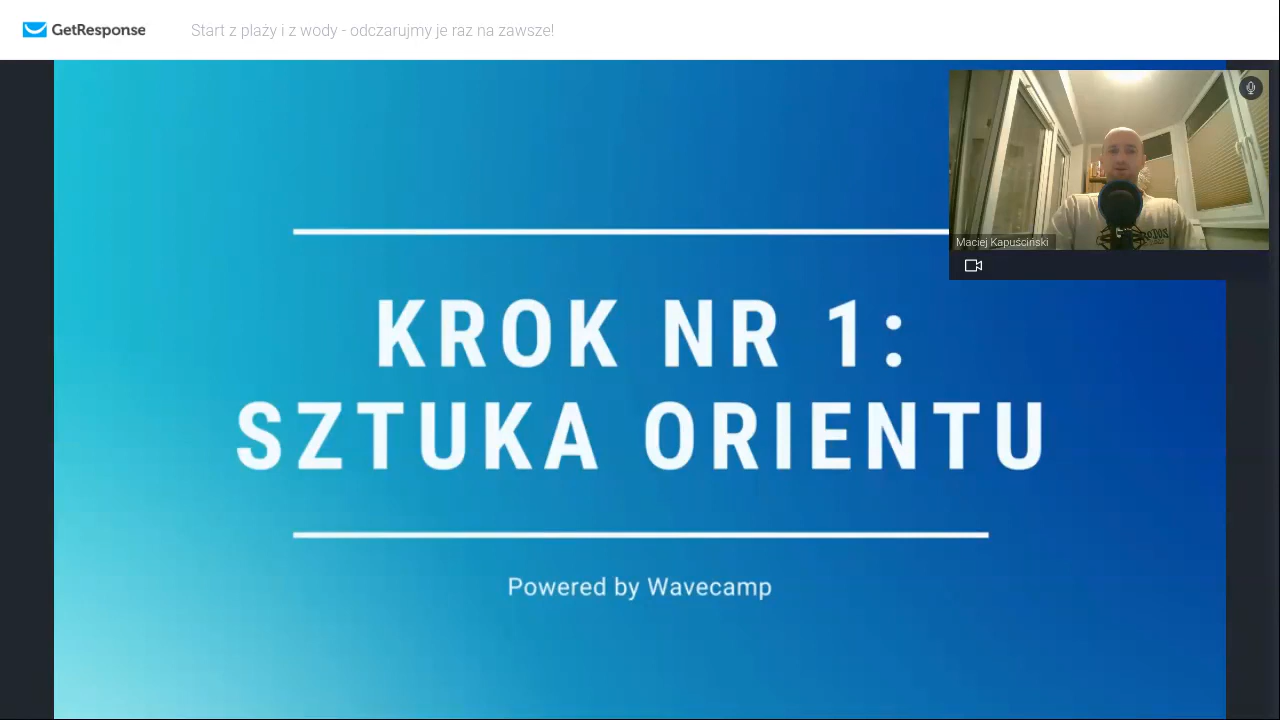 GetResponse
Start z plaży i z wody - odczarujmy je raz na zawsze!
Maciej Kapuściński
KROK NR 1:
SZTUKA ORIENTU
Powered by Wavecamp